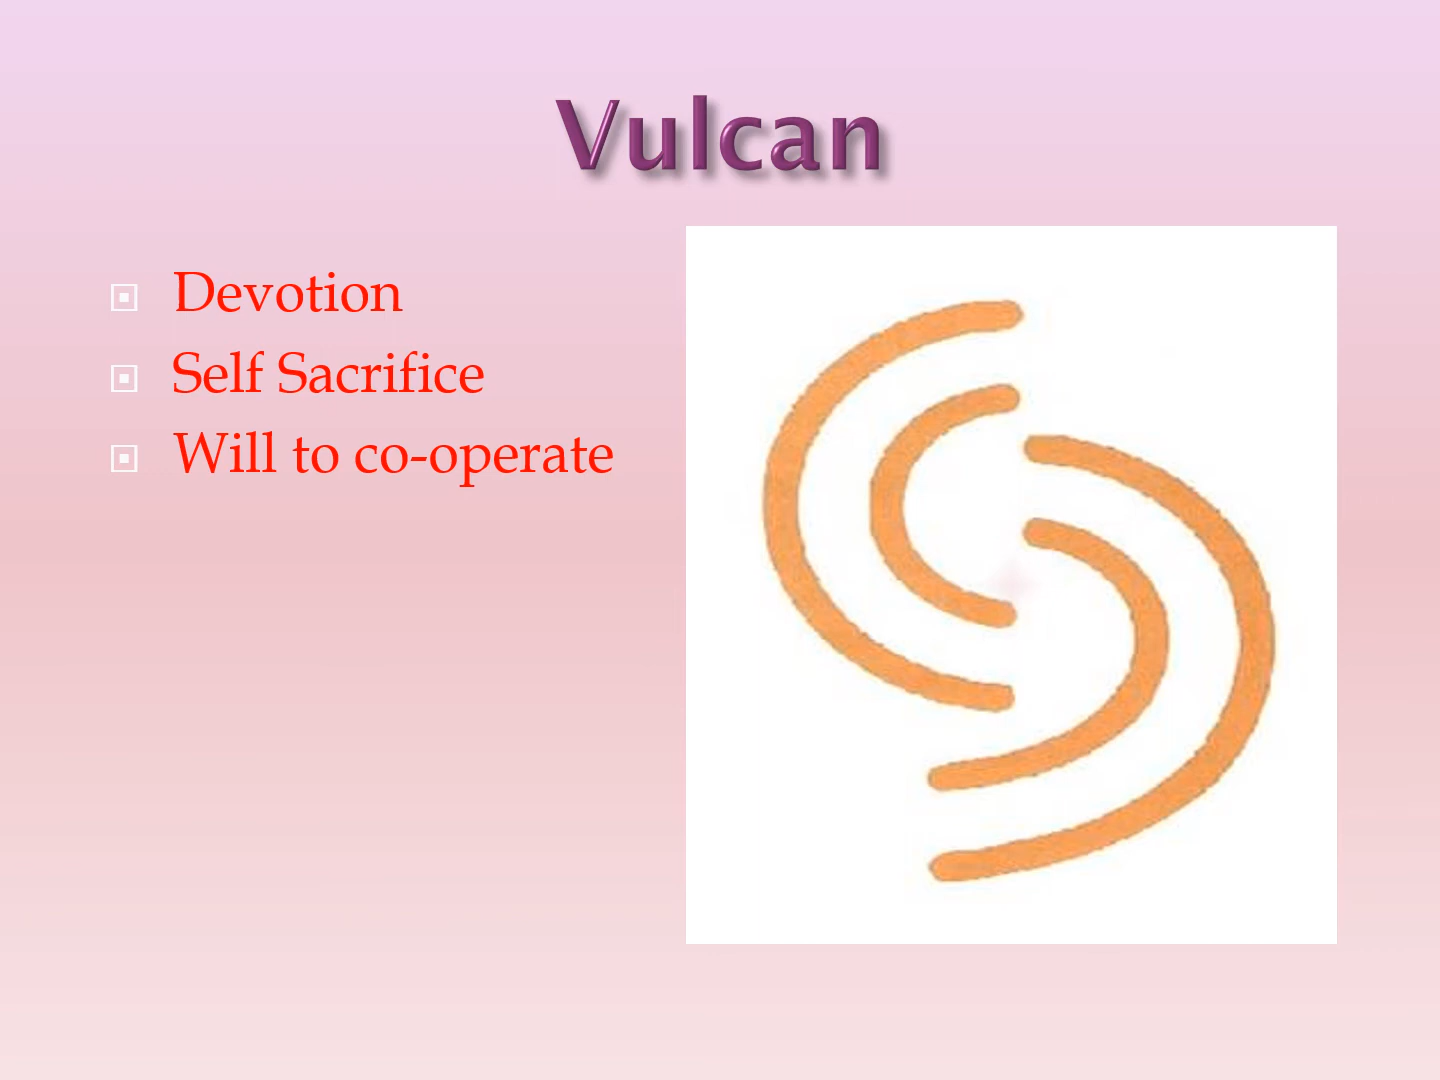 Vulcan
Devotion
Self Sacrifice
Will to co-operate